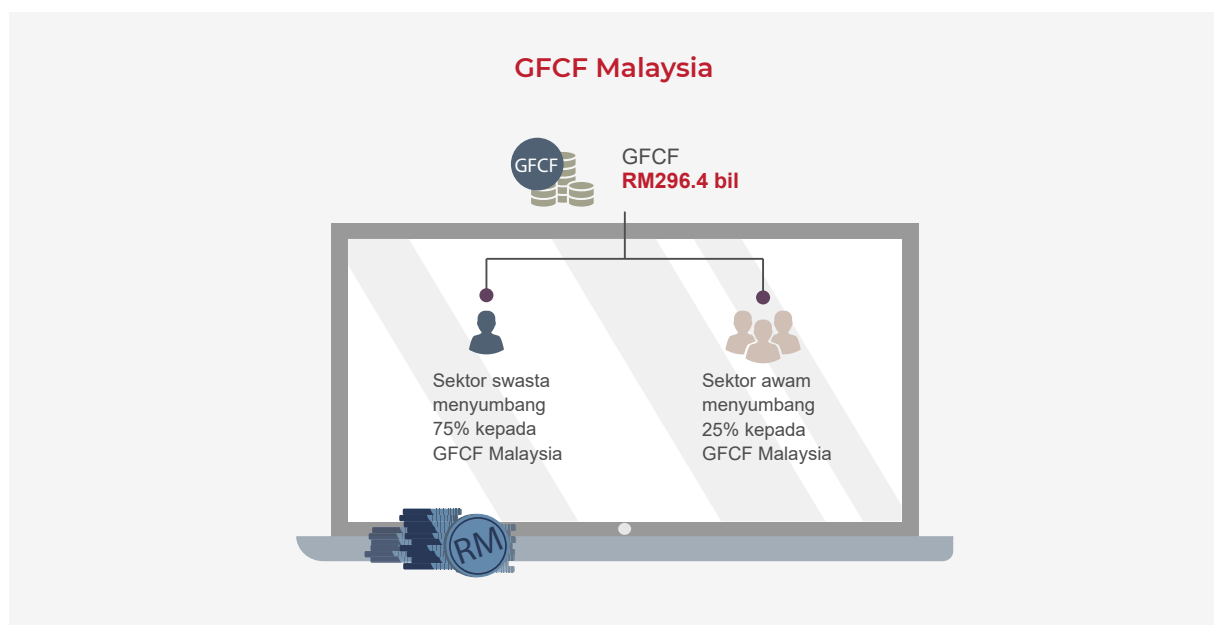 GFCF Malaysia
GFCF
GFCF
RM296.4 bil
Sektor swasta
menyumbang
75% kepada
GFCF Malaysia
Sektor awam
menyumbang
25% kepada
GFCF Malaysia
RM